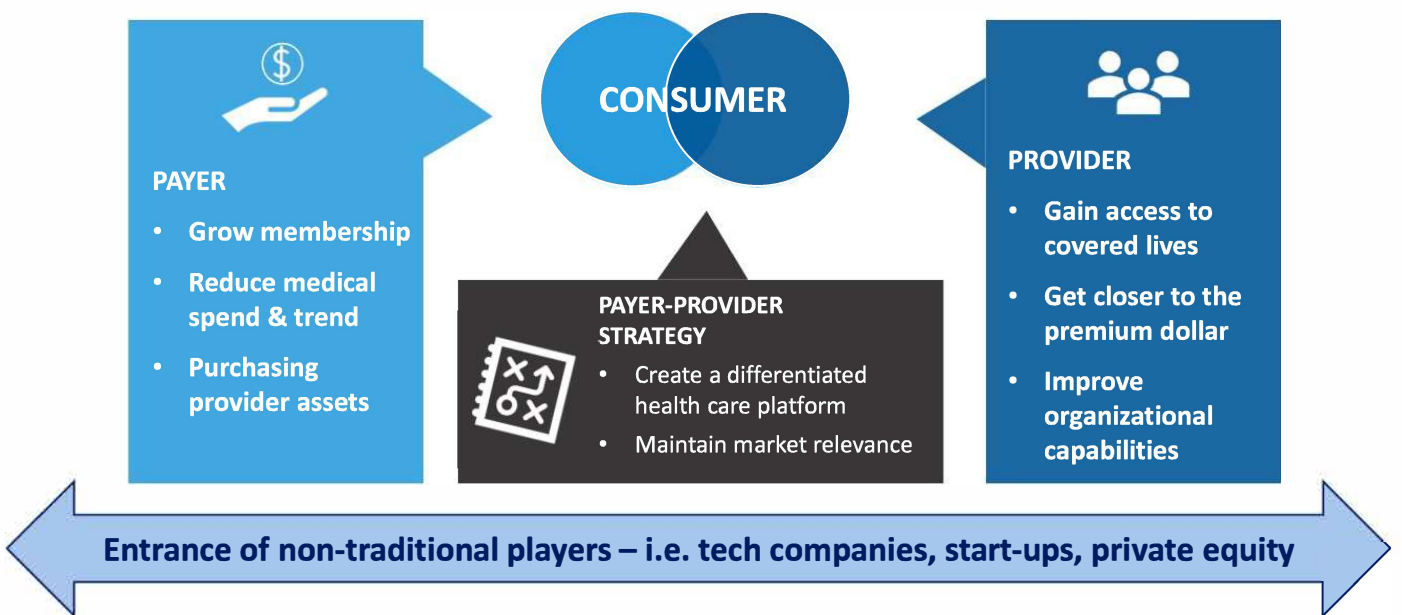 $
PAYER
• Grow membership
• Reduce medical
spend & trend
• Purchasing
provider assets
CONSUMER
PAYER-PROVIDER
STRATEGY
• Create a differentiated
health care platform
• Maintain market relevance
PROVIDER
• Gain access to
covered lives
• Get closer to the
premium dollar
• Improve
organizational
capabilities
Entrance of non-traditional players – i.e. tech companies, start-ups, private equity